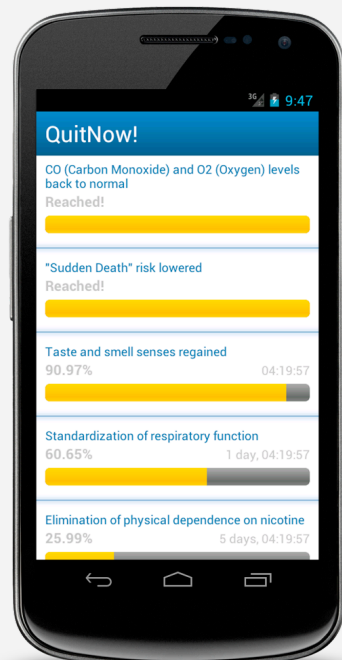 3G 9:47
QuitNow!
CO (Carbon Monoxide) and O2 (Oxygen) levels
back to normal
Reached!
"Sudden Death" risk lowered
Reached!
Taste and smell senses regained
90.97% 04:19:57
Standardization of respiratory function
60.65% 1 day, 04:19:57
Elimination of physical dependence on nicotine
25.99% 5 days, 04:19:57